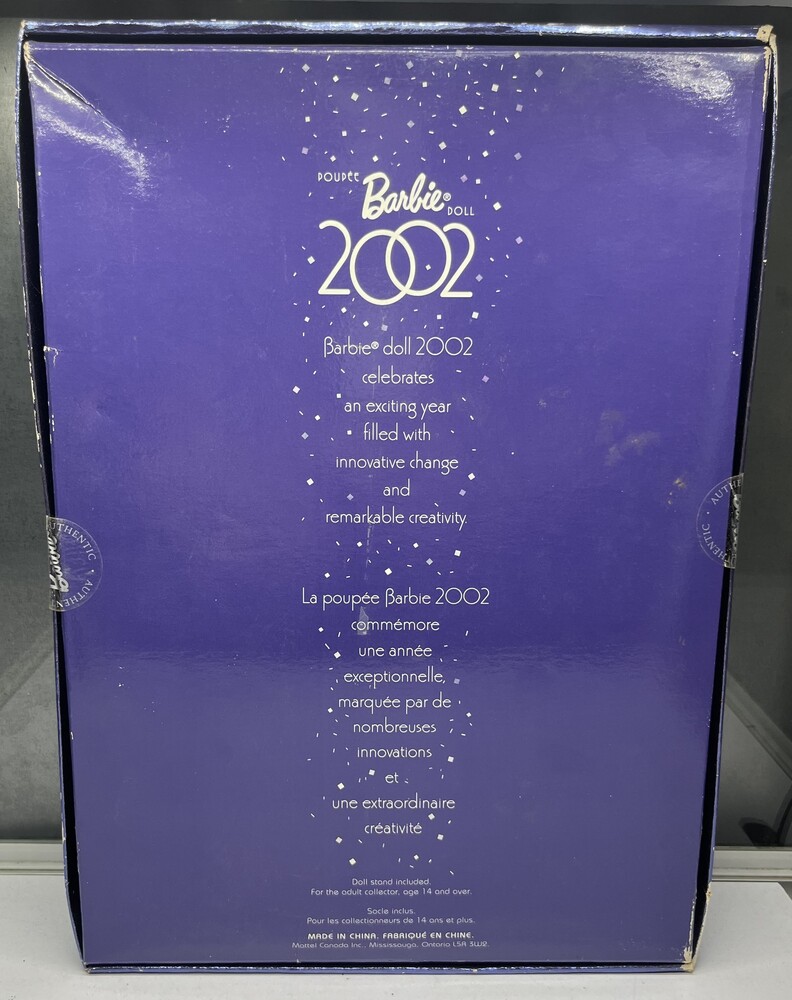 POUPÉE
Barbie® DOLL
2002
Barbie® doll 2002
celebrates
an exciting year
filled with
innovative change
and
remarkable creativity.
AUTHENTIC
AUTHENTIC
La poupée Barbie 2002
commémore
une année
exceptionnelle,
marquée par de
nombreuses
innovations
et
une extraordinaire
créativité
Doll stand included.
For the adult collector, age 14 and over.
Socle inclus.
Pour les collectionneurs de 14 ans et plus.
MADE IN CHINA. FABRIQUÉ EN CHINE.
Mattel Canada Inc., Mississauga, Ontario L5R 3W2.